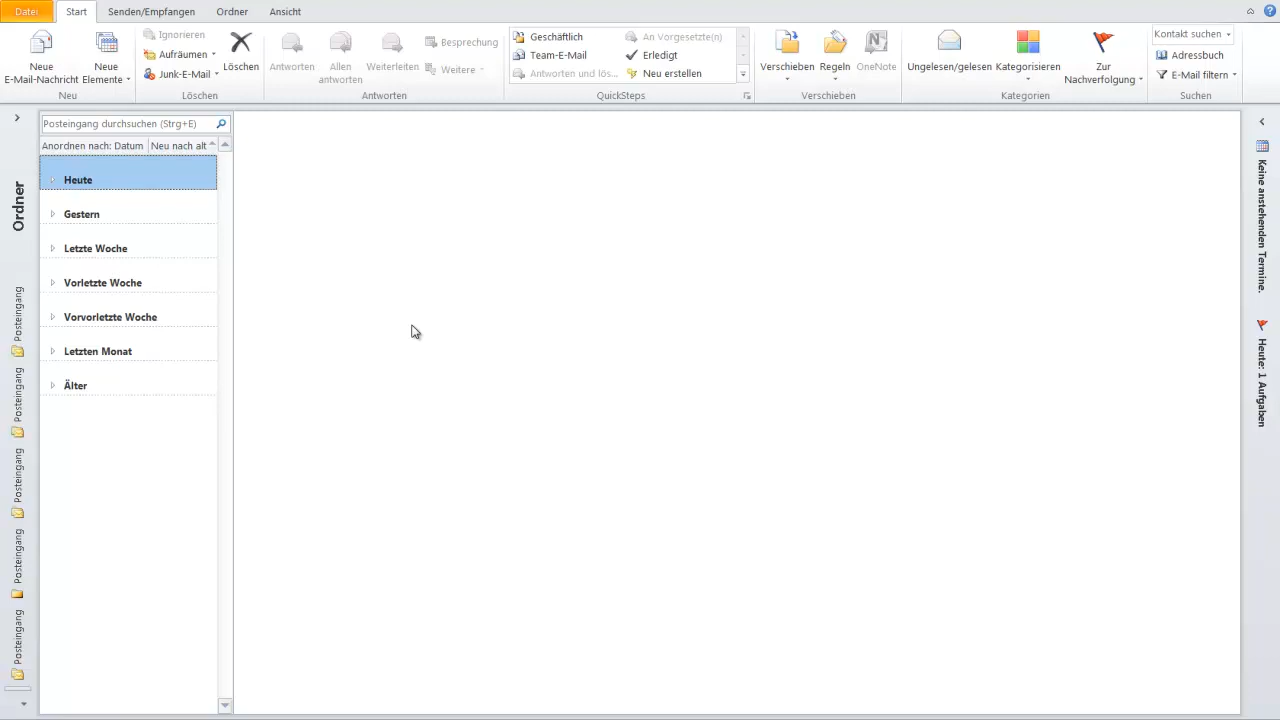 Datei
Start
Senden/Empfangen
Ordner
Ansicht
Neue
E-Mail-Nachricht
Neue
Elemente
Neu
Ignorieren
Aufräumen
Junk-E-Mail
Löschen
Löschen
Antworten
Allen
antworten
Weiterleiten
Besprechung
Weitere
Antworten
Geschäftlich
Team-E-Mail
Antworten und lös...
An Vorgesetzte(n)
Erledigt
Neu erstellen
QuickSteps
Verschieben
Regeln
OneNote
Verschieben
Ungelesen/gelesen
Kategorisieren
Zur
Nachverfolgung
Kategorien
Kontakt suchen
Adressbuch
E-Mail filtern
Suchen
Posteingang durchsuchen (Strg+E)
Anordnen nach: Datum
Neu nach alt
Heute
Gestern
Letzte Woche
Vorletzte Woche
Vorvorletzte Woche
Letzten Monat
Älter
Ordner
Posteingang
Posteingang
Posteingang
Posteingang
Posteingang
Keine anstehenden Termine.
Heute: 1 Aufgaben